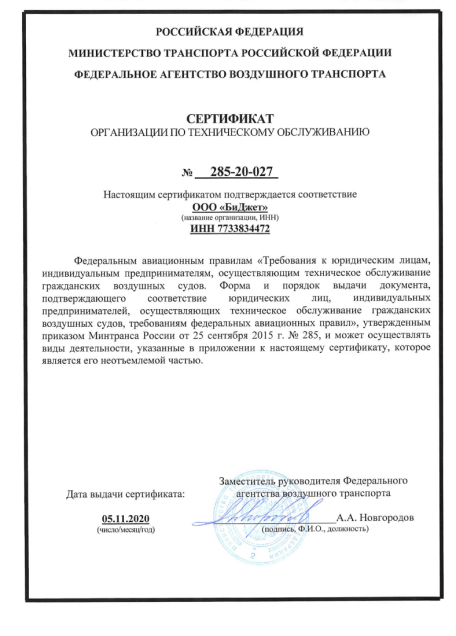 РОССИЙСКАЯ ФЕДЕРАЦИЯ
МИНИСТЕРСТВО ТРАНСПОРТА РОССИЙСКОЙ ФЕДЕРАЦИИ
ФЕДЕРАЛЬНОЕ АГЕНТСТВО ВОЗДУШНОГО ТРАНСПОРТА
СЕРТИФИКАТ
ОРГАНИЗАЦИИ ПО ТЕХНИЧЕСКОМУ ОБСЛУЖИВАНИЮ
№ 285-20-027
Настоящим сертификатом подтверждается соответствие
ООО «БиДжет»
(название организации, ИНН)
ИНН 7733834472
Федеральным авиационным правилам «Требования к юридическим лицам,
индивидуальным предпринимателям, осуществляющим техническое обслуживание
гражданских воздушных судов. Форма и порядок выдачи документа,
подтверждающего соответствие юридических лиц, индивидуальных
предпринимателей, осуществляющих техническое обслуживание гражданских
воздушных судов, требованиям федеральных авиационных правил», утвержденным
приказом Минтранса России от 25 сентября 2015 г. № 285, и может осуществлять
виды деятельности, указанные в приложении к настоящему сертификату, которое
является его неотъемлемой частью.
Заместитель руководителя Федерального
Дата выдачи сертификата: агентства воздушного транспорта
05.11.2020 А.А. Новгородов
(число/месяц/год) (подпись, Ф.И.О., должность)
2